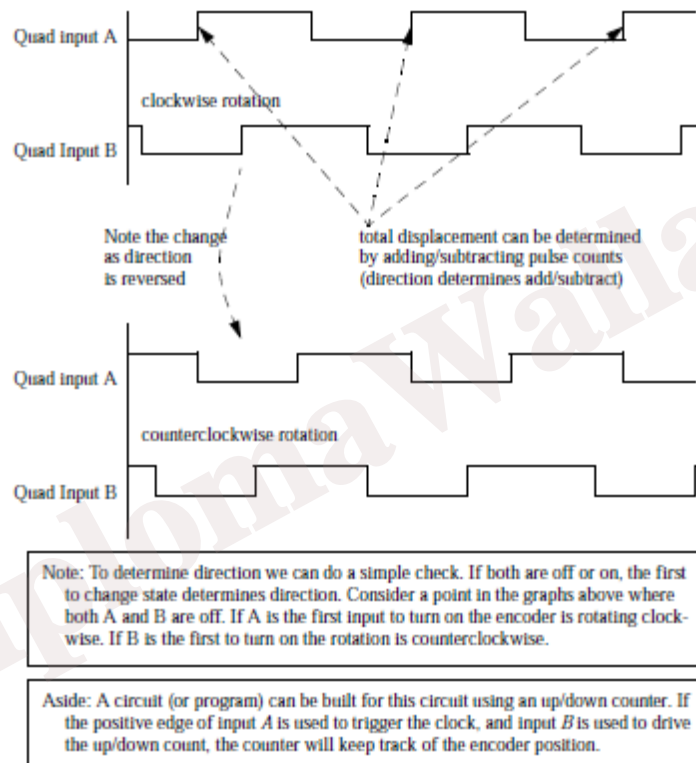 Quad input A
clockwise rotation
Quad Input B
Note the change
as direction
is reversed
total displacement can be determined
by adding/subtracting pulse counts
(direction determines add/subtract)
Quad input A
counterclockwise rotation
Quad Input B
Note: To determine direction we can do a simple check. If both are off or on, the first
to change state determines direction. Consider a point in the graphs above where
both A and B are off. If A is the first input to turn on the encoder is rotating clock-
wise. If B is the first to turn on the rotation is counterclockwise.
Aside: A circuit (or program) can be built for this circuit using an up/down counter. If
the positive edge of input A is used to trigger the clock, and input B is used to drive
the up/down count, the counter will keep track of the encoder position.